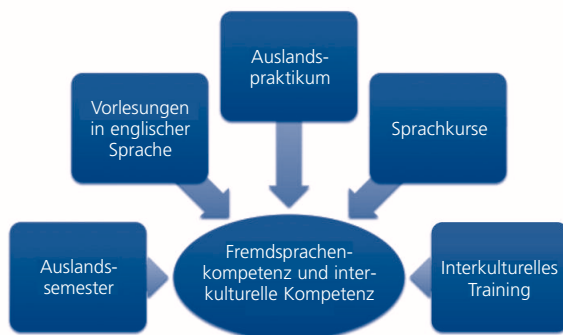 Auslands-
praktikum
Vorlesungen
in englischer
Sprache
Sprachkurse
Auslands-
semester
Fremdsprachen-
kompetenz und inter-
kulturelle Kompetenz
Interkulturelles
Training